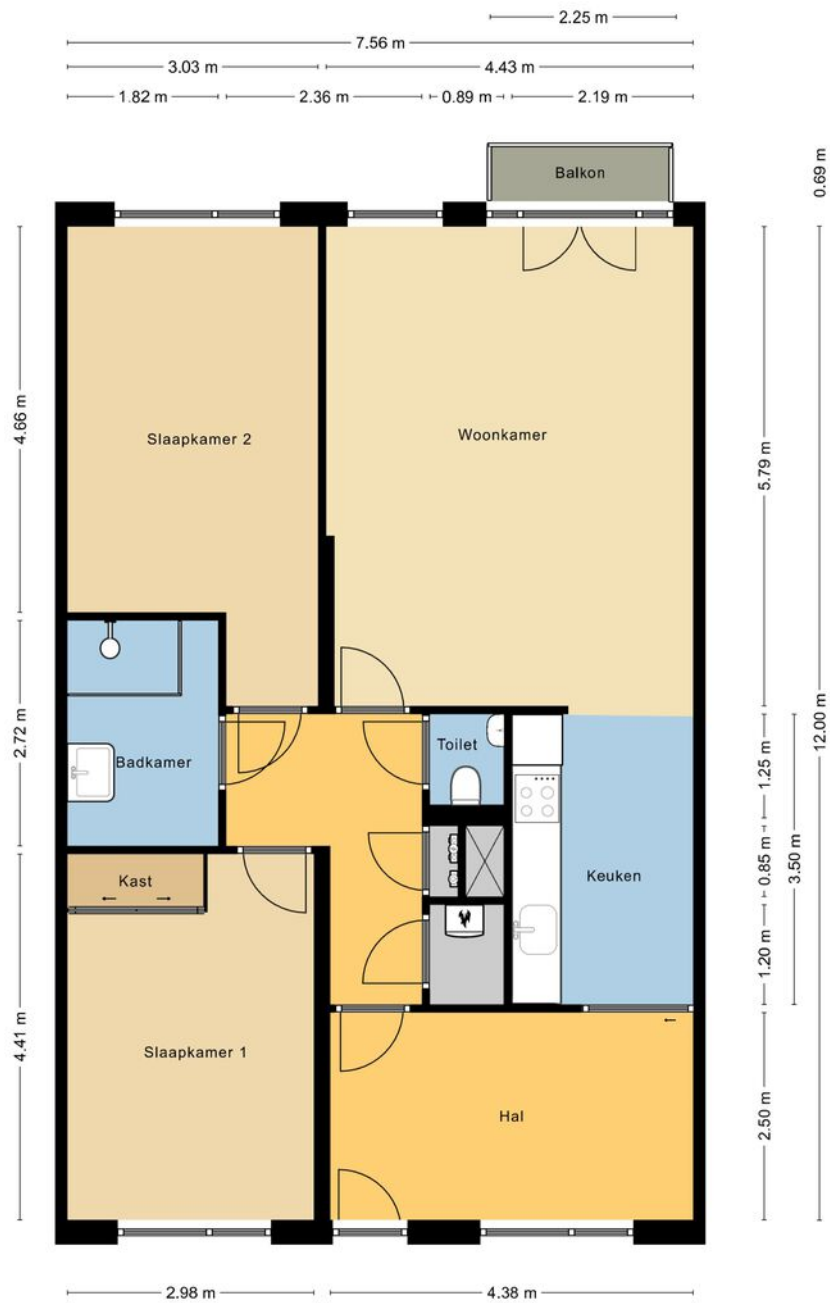 2.25 m
7.56 m
3.03 m
4.43 m
1.82 m
2.36 m
0.89 m
2.19 m
0.69 m
Balkon
4.66 m
Slaapkamer 2
Woonkamer
5.79 m
12.00 m
2.72 m
Badkamer
Toilet
1.25 m
3.50 m
0.85 m
Kast
Keuken
1.20 m
4.41 m
Slaapkamer 1
Hal
2.50 m
2.98 m
4.38 m